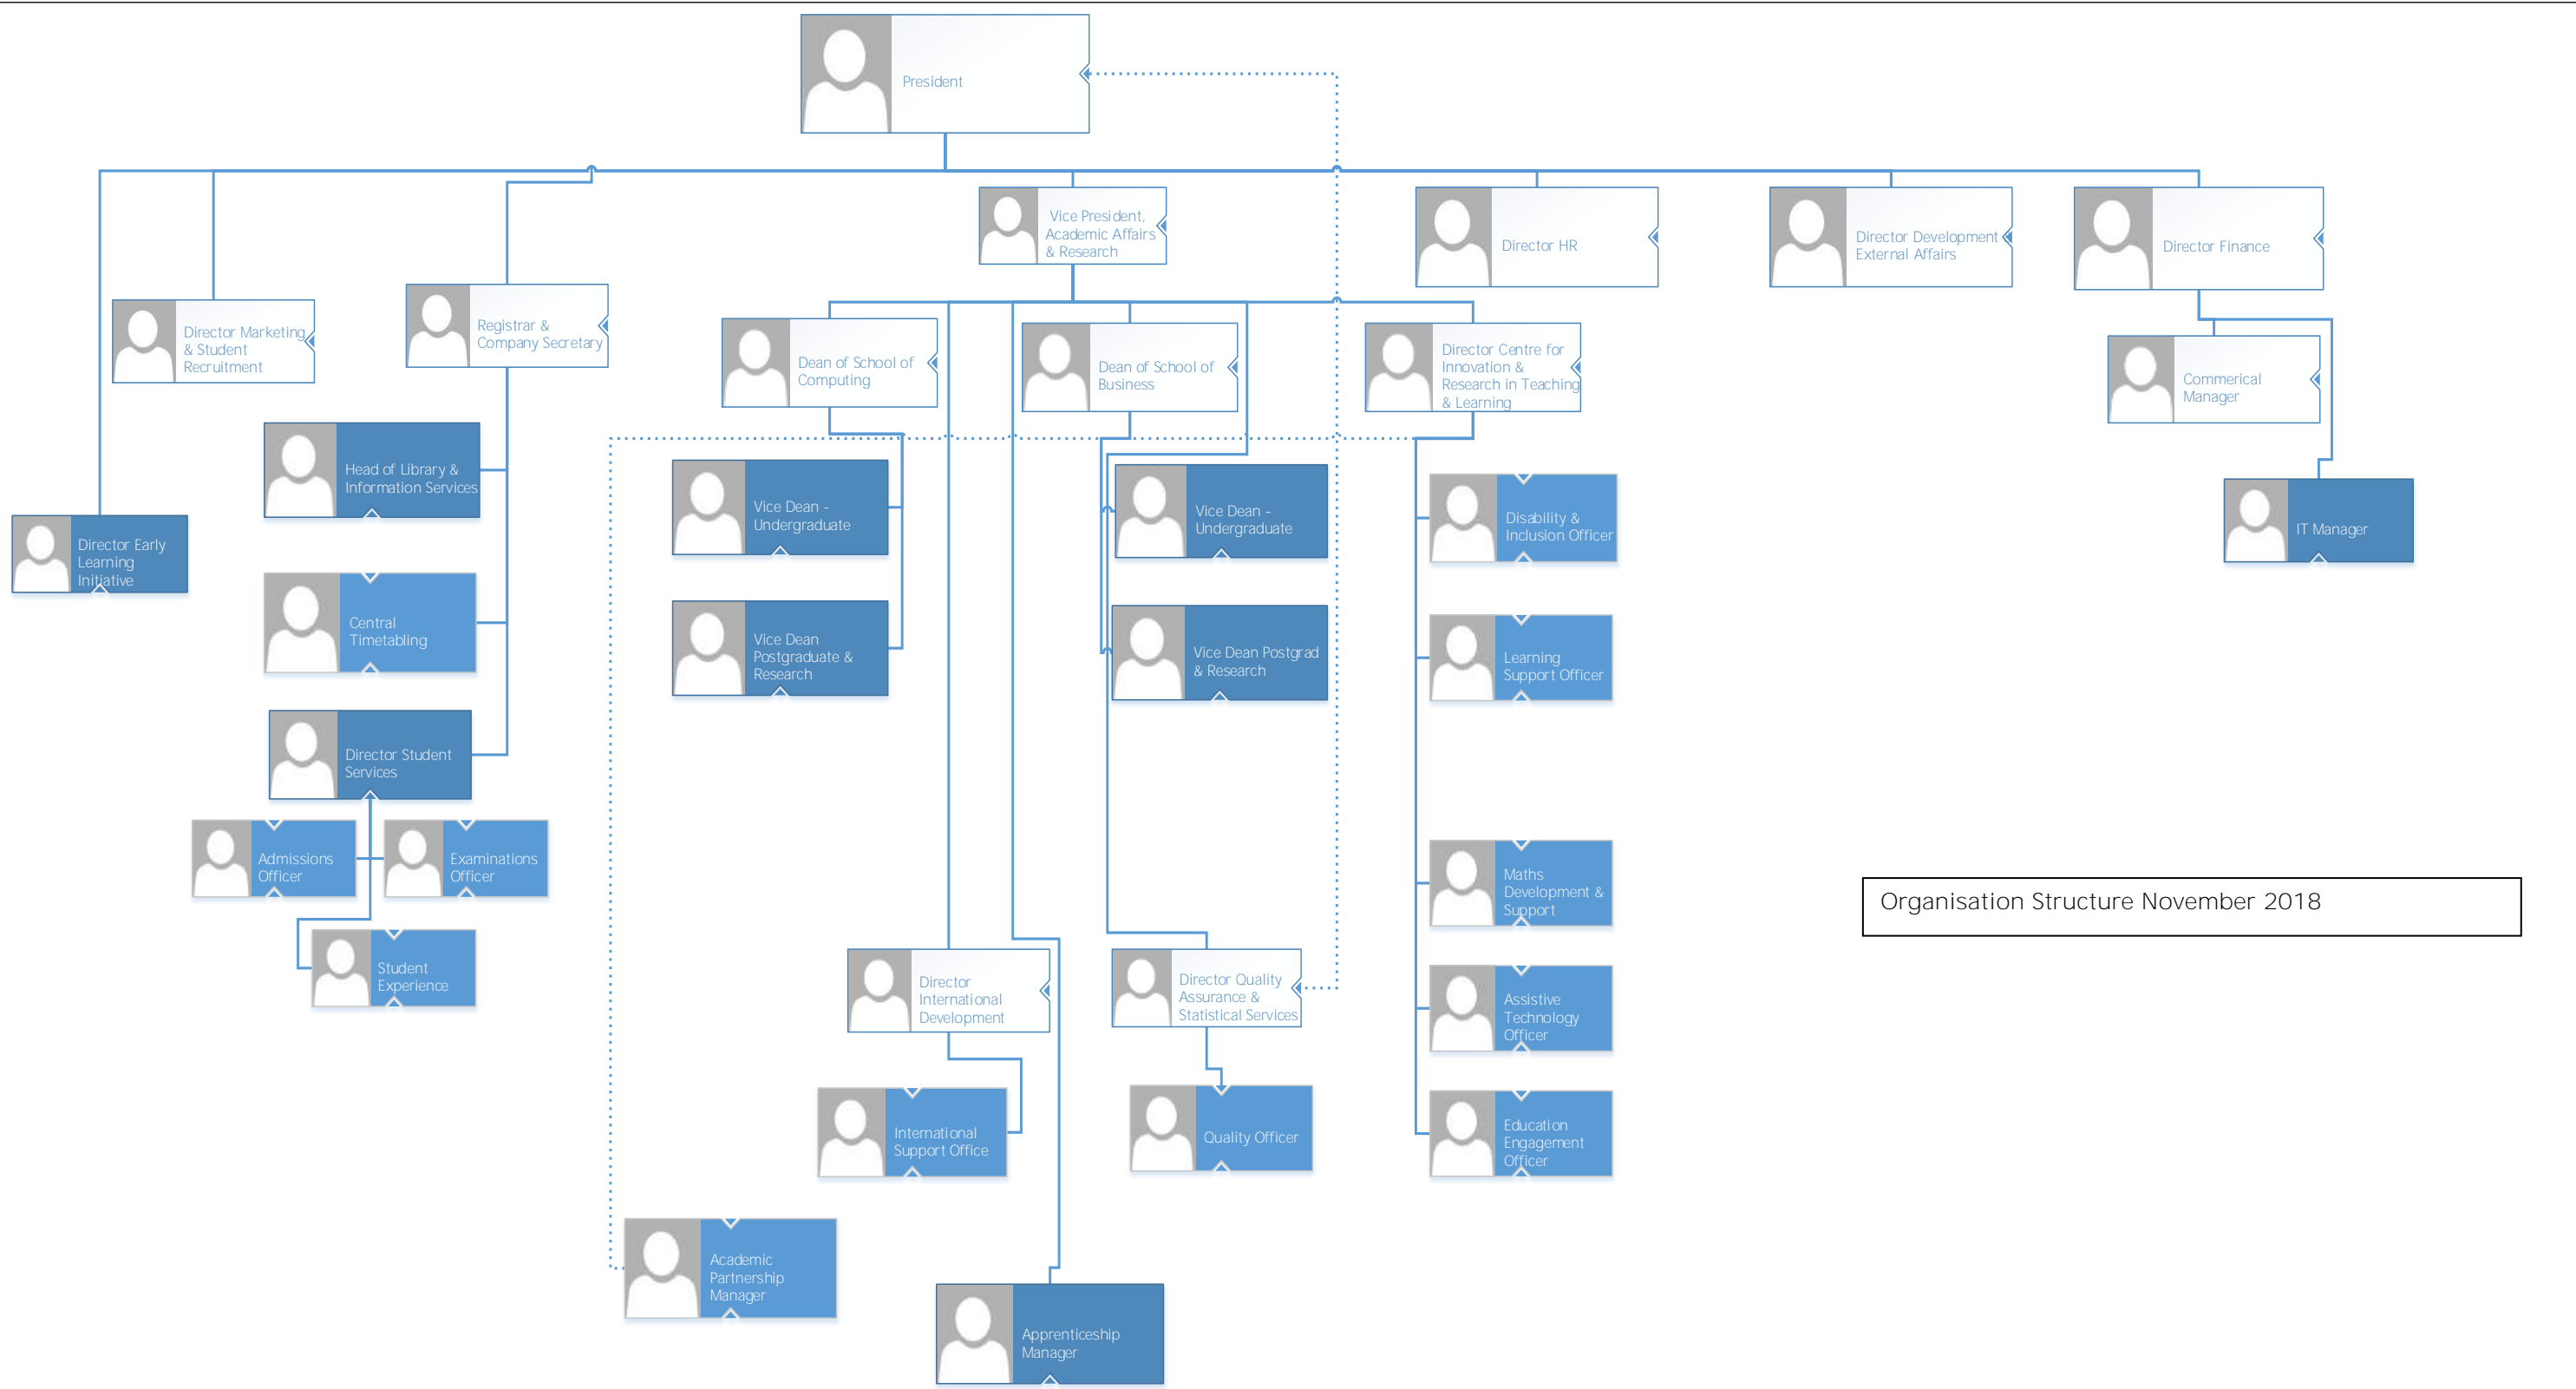 President
Vice President,
Academic Affairs
& Research
Director HR
Director Development
External Affairs
Director Finance
Director Marketing
& Student
Recruitment
Registrar &
Company Secretary
Dean of School of
Computing
Dean of School of
Business
Director Centre for
Innovation &
Research in Teaching
& Learning
Commerical
Manager
Head of Library &
Information Services
Vice Dean -
Undergraduate
Vice Dean -
Undergraduate
Disability &
Inclusion Officer
IT Manager
Director Early
Learning
Initiative
Central
Timetabling
Vice Dean
Postgraduate &
Research
Vice Dean Postgrad
& Research
Learning
Support Officer
Director Student
Services
Admissions
Officer
Examinations
Officer
Maths
Development &
Support
Organisation Structure November 2018
Student
Experience
Director
International
Development
Director Quality
Assurance &
Statistical Services
Assistive
Technology
Officer
International
Support Office
Quality Officer
Education
Engagement
Officer
Academic
Partnership
Manager
Apprenticeship
Manager